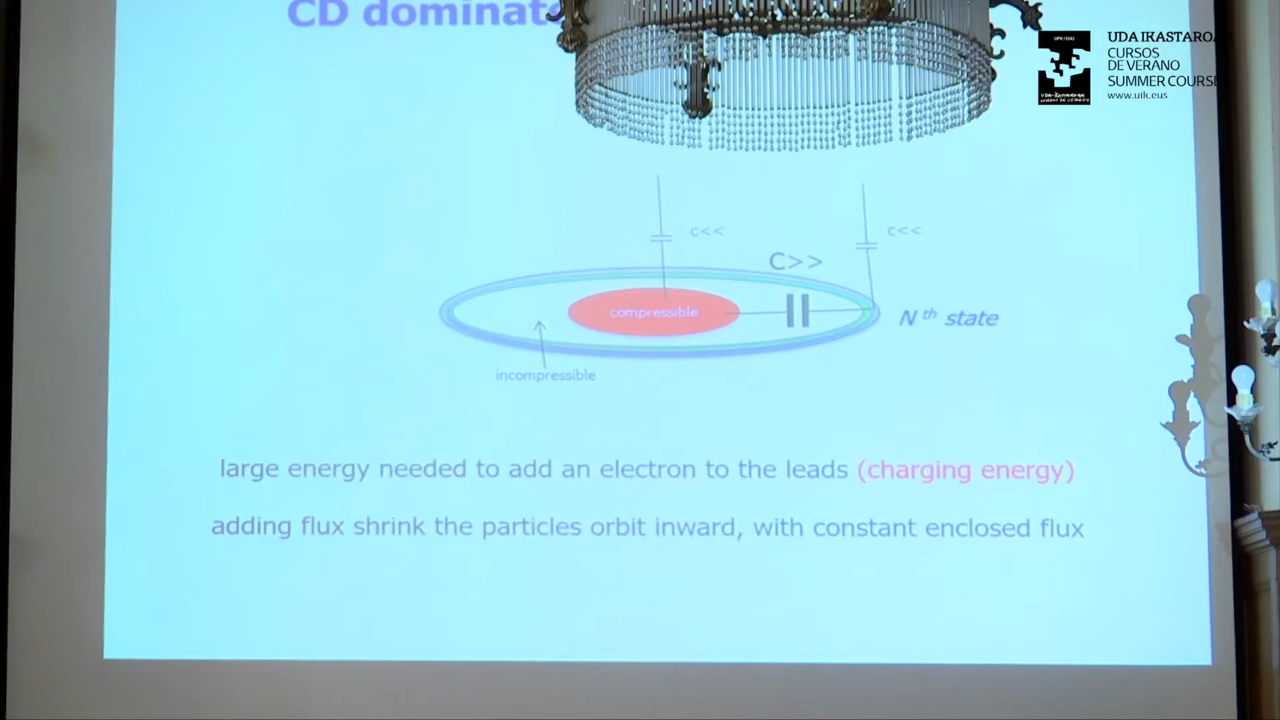 CD dominate
UDA IKASTAROA
CURSOS
DE VERANO
SUMMER COURSE
www.uik.eus
c<<
c<<
C>>
compressible
N th state
incompressible
large energy needed to add an electron to the leads (charging energy)
adding flux shrink the particles orbit inward, with constant enclosed flux